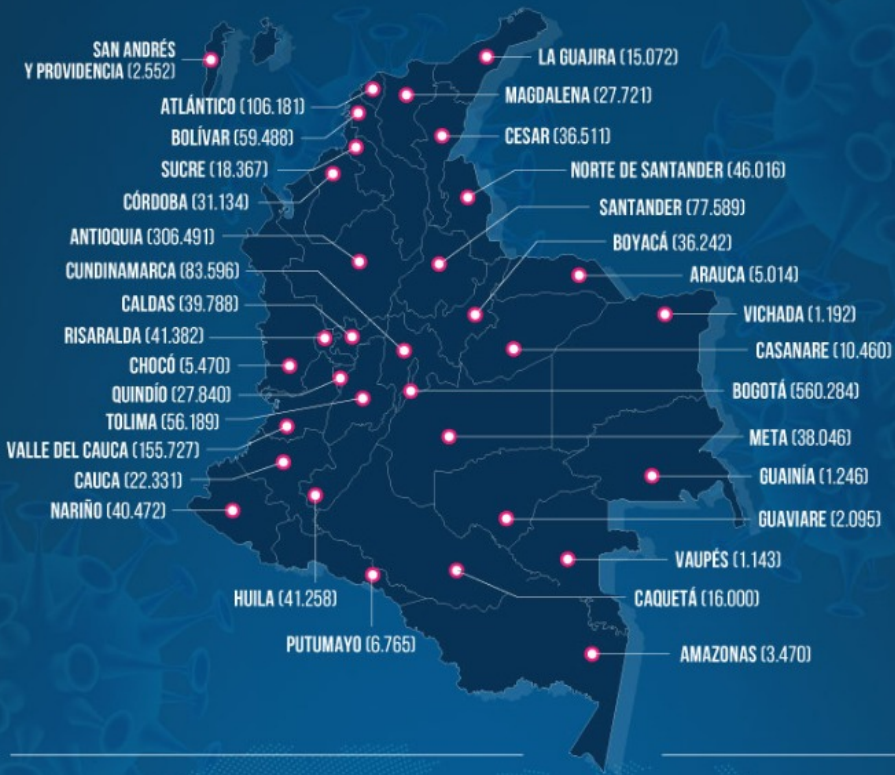 SAN ANDRÉS
Y PROVIDENCIA (2.552)
ATLÁNTICO (106.181)
BOLÍVAR (59.488)
SUCRE (18.367)
CÓRDOBA (31.134)
ANTIOQUIA (306.491)
CUNDINAMARCA (83.596)
CALDAS (39.788)
RISARALDA (41.382)
CHOCÓ (5.470)
QUINDÍO (27.840)
TOLIMA (56.189)
VALLE DEL CAUCA (155.727)
CAUCA (22.331)
NARIÑO (40.472)
HUILA (41.258)
PUTUMAYO (6.765)
LA GUAJIRA (15.072)
MAGDALENA (27.721)
CESAR (36.511)
NORTE DE SANTANDER (46.016)
SANTANDER (77.589)
BOYACÁ (36.242)
ARAUCA (5.014)
VICHADA (1.192)
CASANARE (10.460)
BOGOTÁ (560.284)
META (38.046)
GUAINÍA (1.246)
GUAVIARE (2.095)
VAUPÉS (1.143)
CAQUETÁ (16.000)
AMAZONAS (3.470)